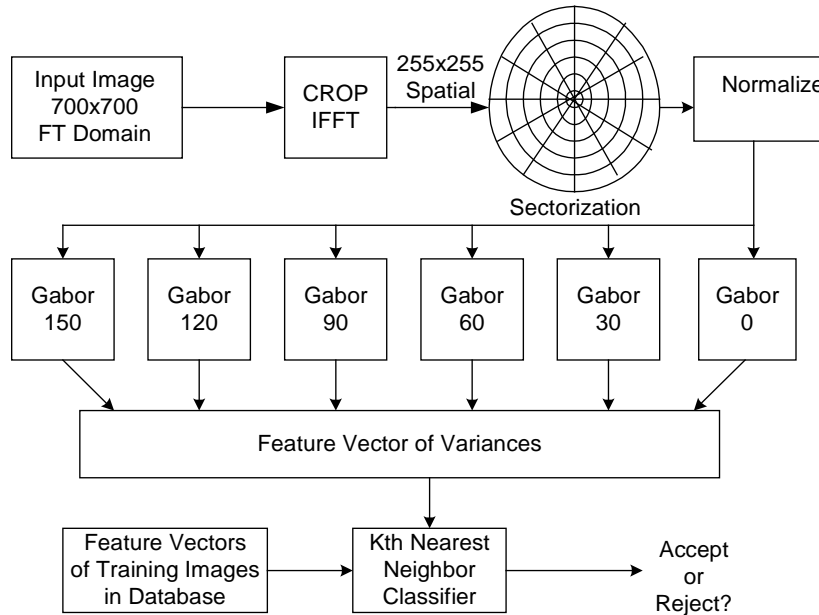 Input Image
700x700
FT Domain
CROP
IFFT
255x255
Spatial
Normalize
Sectorization
Gabor
150
Gabor
120
Gabor
90
Gabor
60
Gabor
30
Gabor
0
Feature Vector of Variances
Feature Vectors
of Training Images
in Database
Kth Nearest
Neighbor
Classifier
Accept
or
Reject?